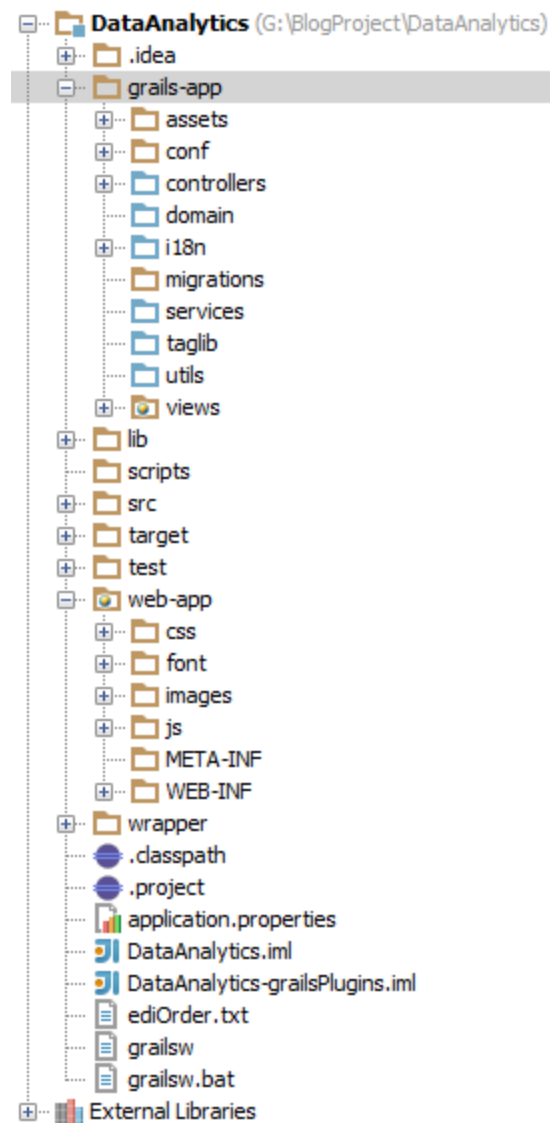 DataAnalytics (G:\BlogProject\DataAnalytics)
.idea
grails-app
assets
conf
controllers
domain
i18n
migrations
services
taglib
utils
views
lib
scripts
src
target
test
web-app
css
font
images
js
META-INF
WEB-INF
wrapper
.classpath
.project
application.properties
DataAnalytics.iml
DataAnalytics-grailsPlugins.iml
ediOrder.txt
grailsw
grailsw.bat
External Libraries